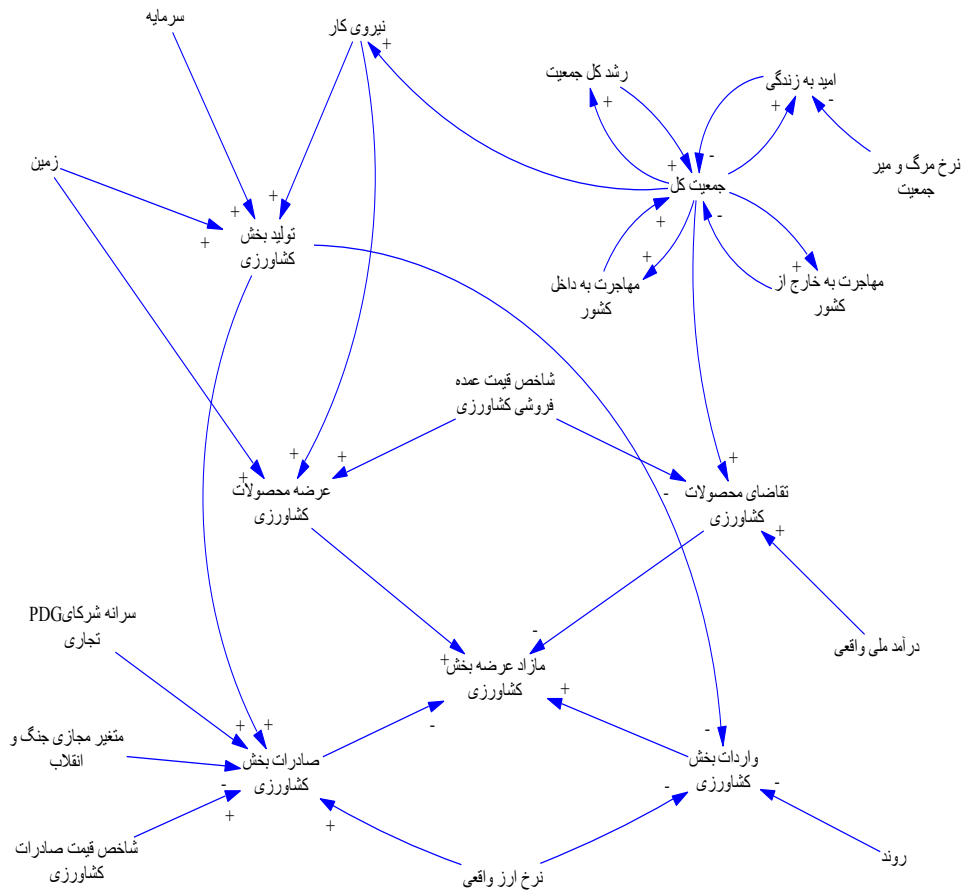 سرمایه
نیروی کار
رشد کل جمعیت
امید به زندگی
نرخ مرگ و میر
جمعیت
زمین
جمعیت کل
تولید بخش
کشاورزی
مهاجرت به داخل
کشور
مهاجرت به خارج از
کشور
شاخص قیمت عمده
فروشی کشاورزی
عرضه محصولات
کشاورزی
تقاضای محصولات
کشاورزی
سرانه شرکایPDG
تجاری
مازاد عرضه بخش
کشاورزی
درآمد ملی واقعی
متغیر مجازی جنگ و
انقلاب
صادرات بخش
کشاورزی
واردات بخش
کشاورزی
شاخص قیمت صادرات
کشاورزی
نرخ ارز واقعی
روند